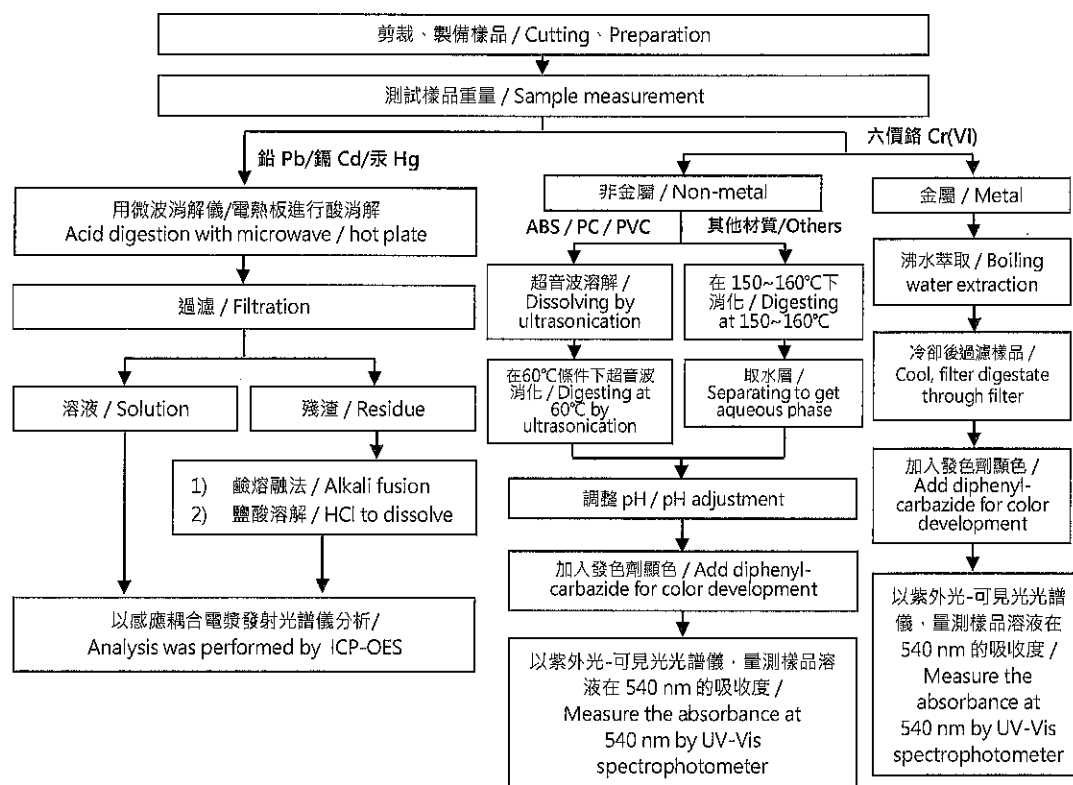 剪裁、製備樣品 / Cutting、Preparation
測試樣品重量 / Sample measurement
鉛 Pb/鎘 Cd/汞 Hg
六價鉻 Cr(VI)
用微波消解儀/電熱板進行酸消解
Acid digestion with microwave / hot plate
過濾 / Filtration
溶液 / Solution
殘渣 / Residue
1) 鹼熔融法 / Alkali fusion
2) 鹽酸溶解 / HCl to dissolve
以感應耦合電漿發射光譜儀分析/
Analysis was performed by ICP-OES
非金屬 / Non-metal
ABS / PC / PVC
其他材質/Others
超音波溶解 /
Dissolving by
ultrasonication
在 150~160℃下
消化 / Digesting
at 150~160℃
在60℃條件下超音波
消化 / Digesting at
60℃ by
ultrasonication
取水層 /
Separating to get
aqueous phase
調整 pH / pH adjustment
加入發色劑顯色 / Add diphenyl-
carbazide for color development
以紫外光-可見光光譜儀，量測樣品溶
液在 540 nm 的吸收度 /
Measure the absorbance at
540 nm by UV-Vis
spectrophotometer
金屬 / Metal
沸水萃取 / Boiling
water extraction
冷卻後過濾樣品 /
Cool, filter digestate
through filter
加入發色劑顯色 /
Add diphenyl-
carbazide for color
development
以紫外光-可見光光譜
儀，量測樣品溶液在
540 nm 的吸收度 /
Measure the
absorbance at
540 nm by UV-Vis
spectrophotometer